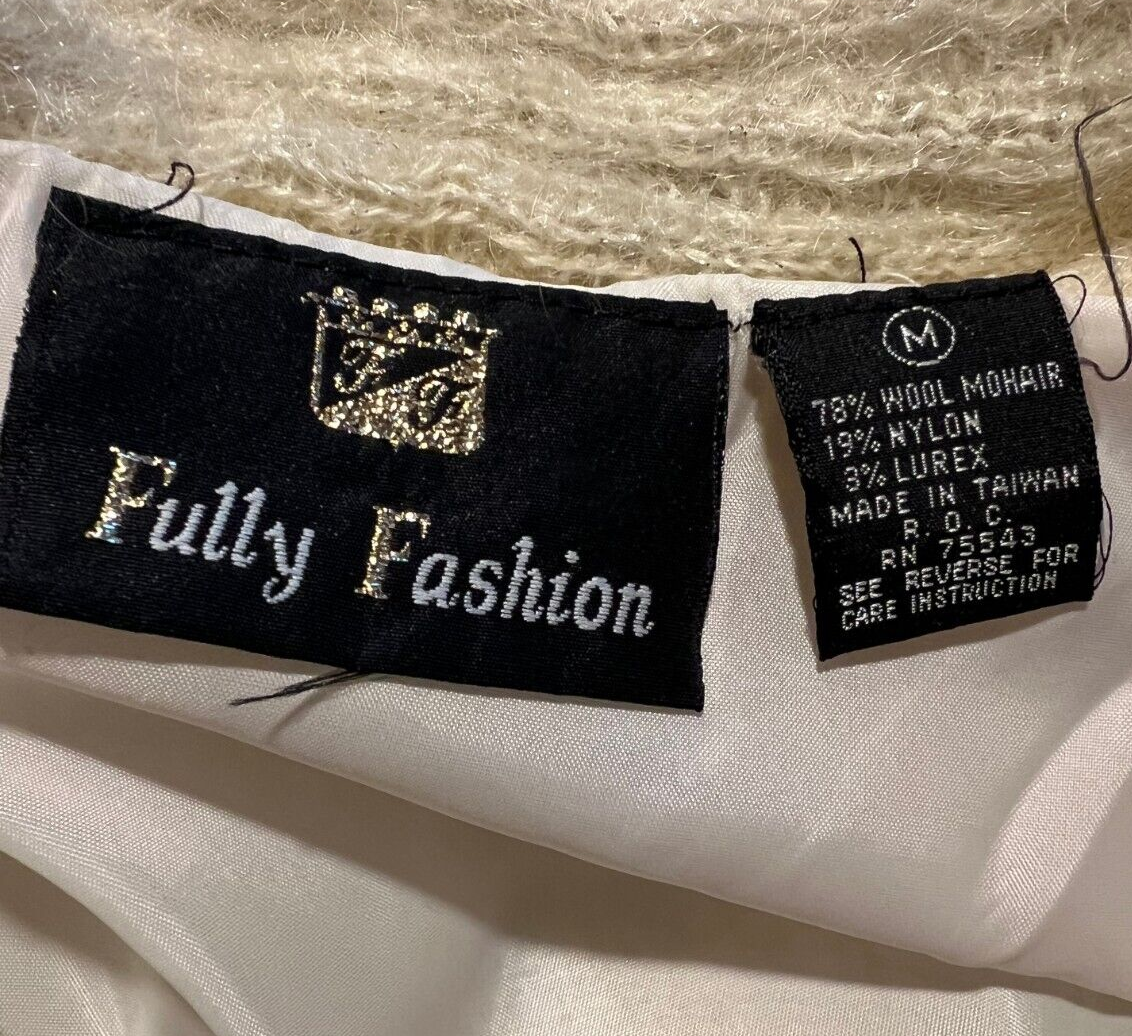 F F
Fully Fashion
M
78% WOOL MOHAIR
19% NYLON
3% LUREX
MADE IN TAIWAN
R. O. C.
RN 75543
SEE REVERSE FOR
CARE INSTRUCTION